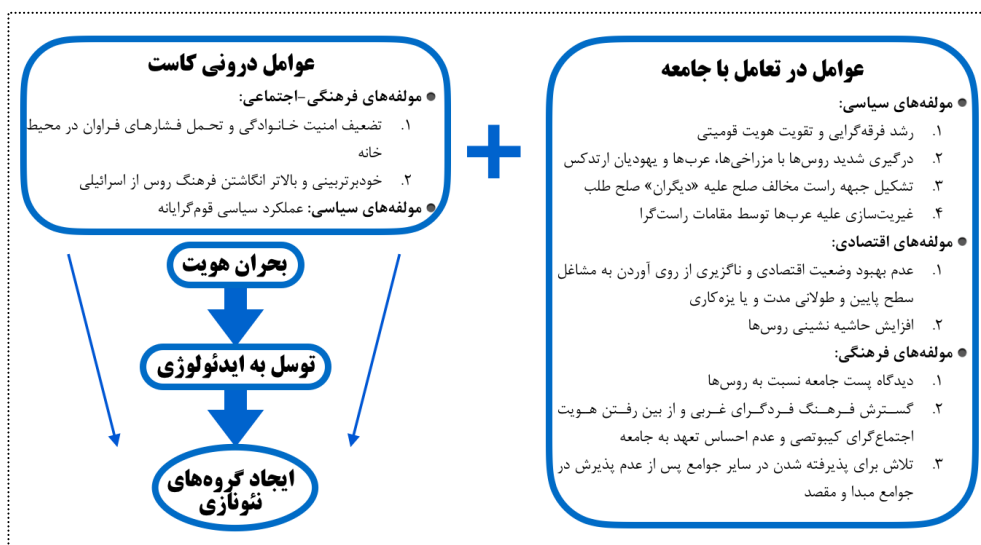 عوامل در تعامل با جامعه
● مولفه‌های سیاسی:
۱. رشد فرقه‌گرایی و تقویت هویت قومیتی
۲. درگیری شدید روس‌ها با مزراخی‌ها، عرب‌ها و یهودیان ارتدکس
۳. تشکیل جبهه راست مخالف صلح علیه «دیگران» صلح طلب
۴. غیریت‌سازی علیه عرب‌ها توسط مقامات راست‌گرا
● مولفه‌های اقتصادی:
۱. عدم بهبود وضعیت اقتصادی و ناگزیری از روی آوردن به مشاغل
سطح پایین و طولانی مدت و یا بزه‌کاری
۲. افزایش حاشیه نشینی روس‌ها
● مولفه‌های فرهنگی:
۱. دیدگاه پست جامعه نسبت به روس‌ها
۲. گسترش فرهنگ فردگرای غربی و از بین رفتن هویت
اجتماع‌گرای کیبوتصی و عدم احساس تعهد به جامعه
۳. تلاش برای پذیرفته شدن در سایر جوامع پس از عدم پذیرش در
جوامع مبدا و مقصد
+
عوامل درونی کاست
● مولفه‌های فرهنگی-اجتماعی:
۱. تضعیف امنیت خانوادگی و تحمل فشارهای فراوان در محیط
خانه
۲. خودبرتربینی و بالاتر انگاشتن فرهنگ روس از اسرائیلی
● مولفه‌های سیاسی: عملکرد سیاسی قوم‌گرایانه
بحران هویت
توسل به ایدئولوژی
ایجاد گروه‌های
نئونازی